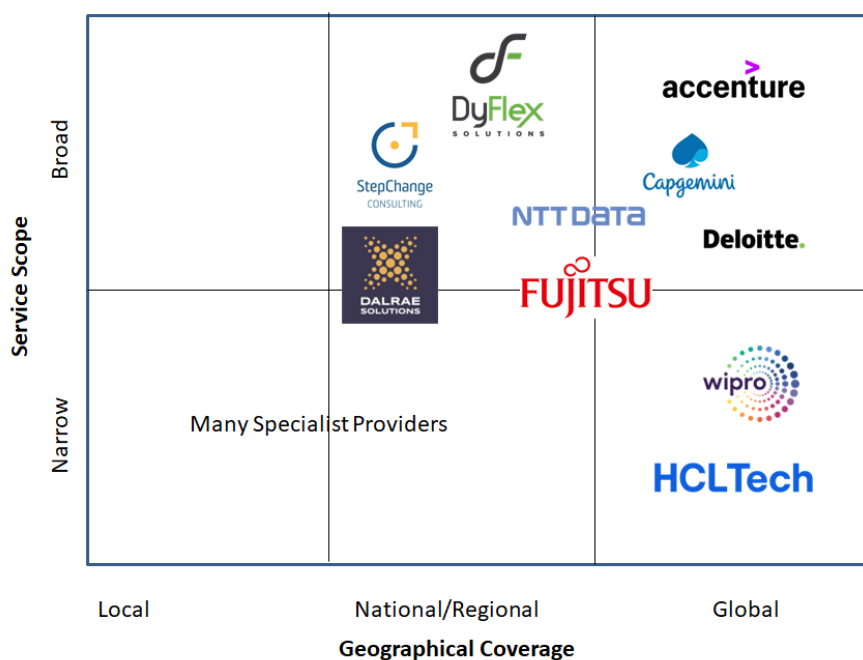 DyFlex
SOLUTIONS
accenture
Broad
StepChange
CONSULTING
Capgemini
NTT DATA
Deloitte.
DALRAE
SOLUTIONS
FUJITSU
Service Scope
wipro
Narrow
Many Specialist Providers
HCLTech
Local
National/Regional
Global
Geographical Coverage